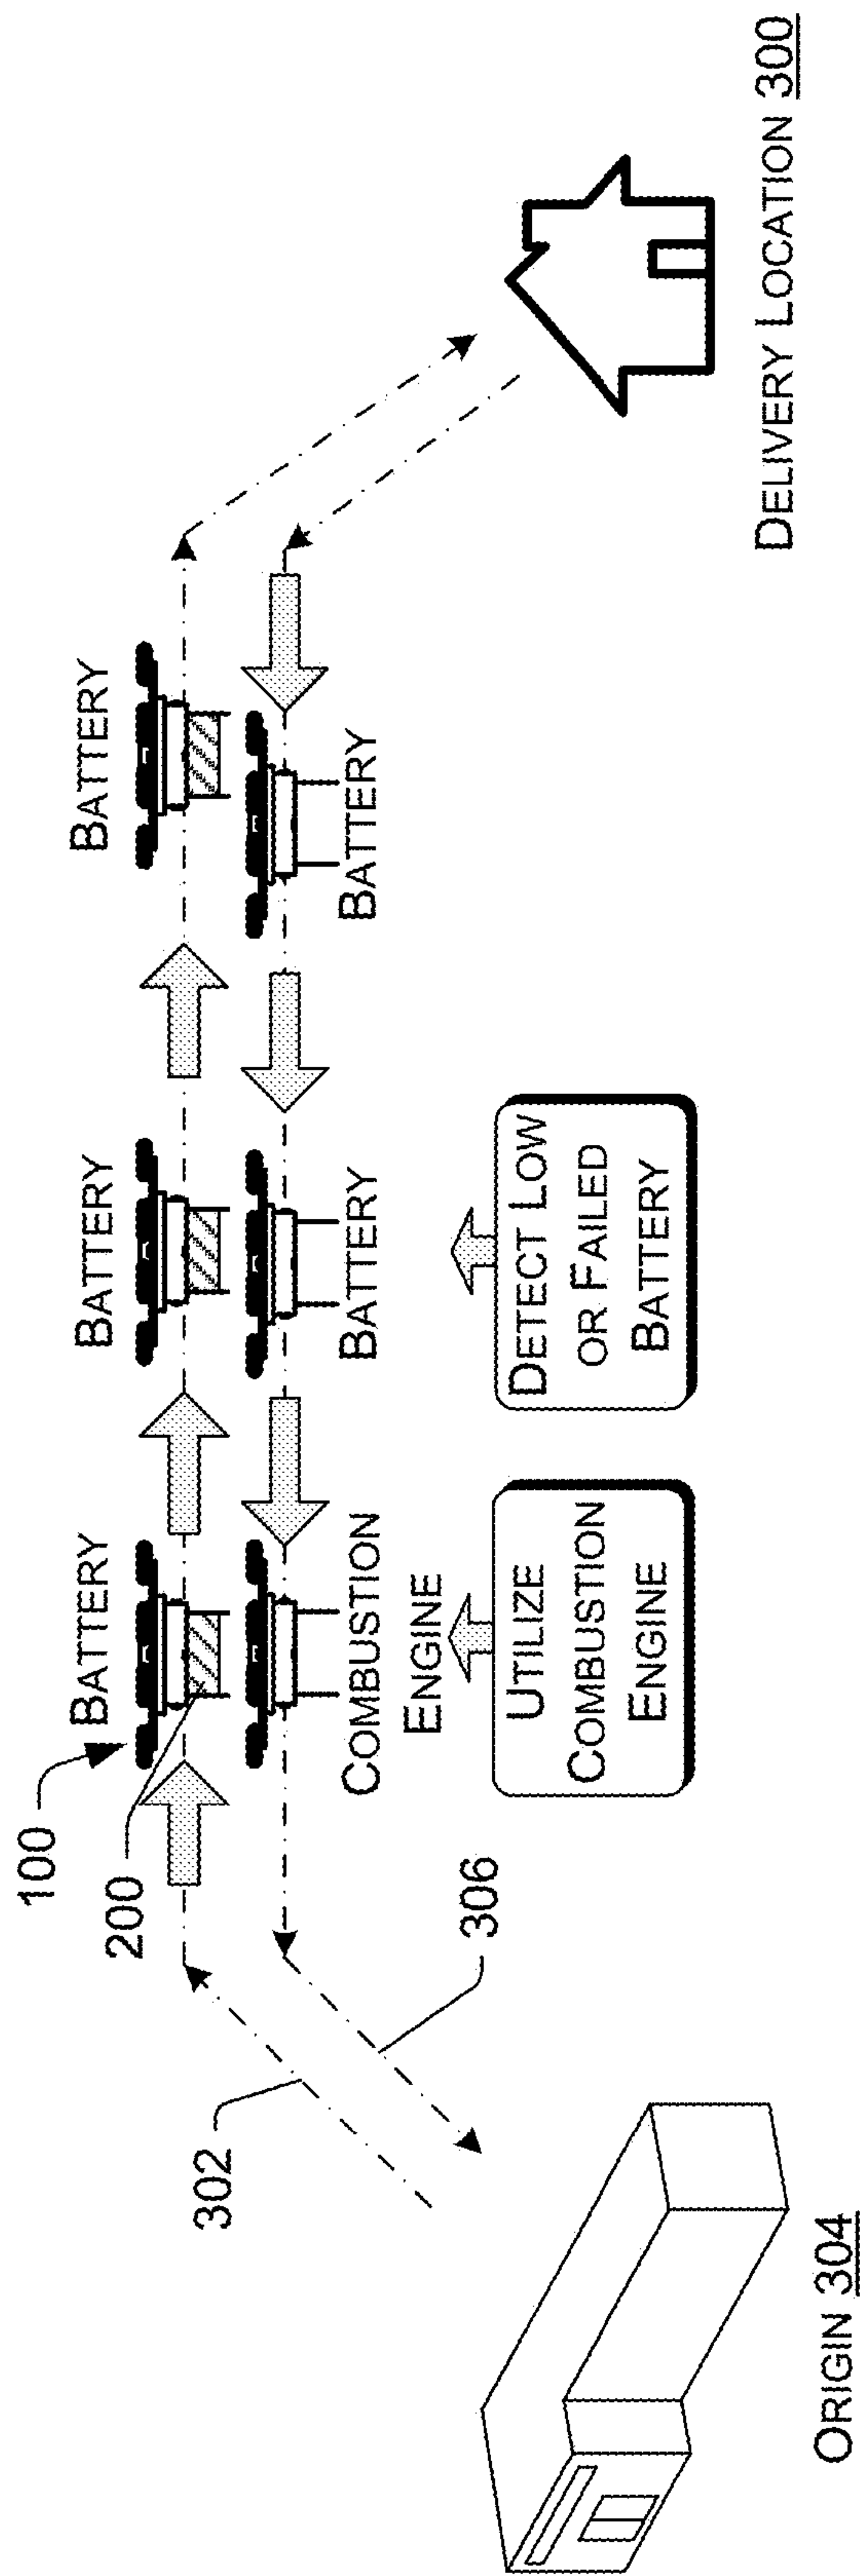 100
200
BATTERY
BATTERY
BATTERY
COMBUSTION
ENGINE
BATTERY
BATTERY
302
306
UTILIZE
COMBUSTION
ENGINE
DETECT LOW
OR FAILED
BATTERY
ORIGIN 304
DELIVERY LOCATION 300